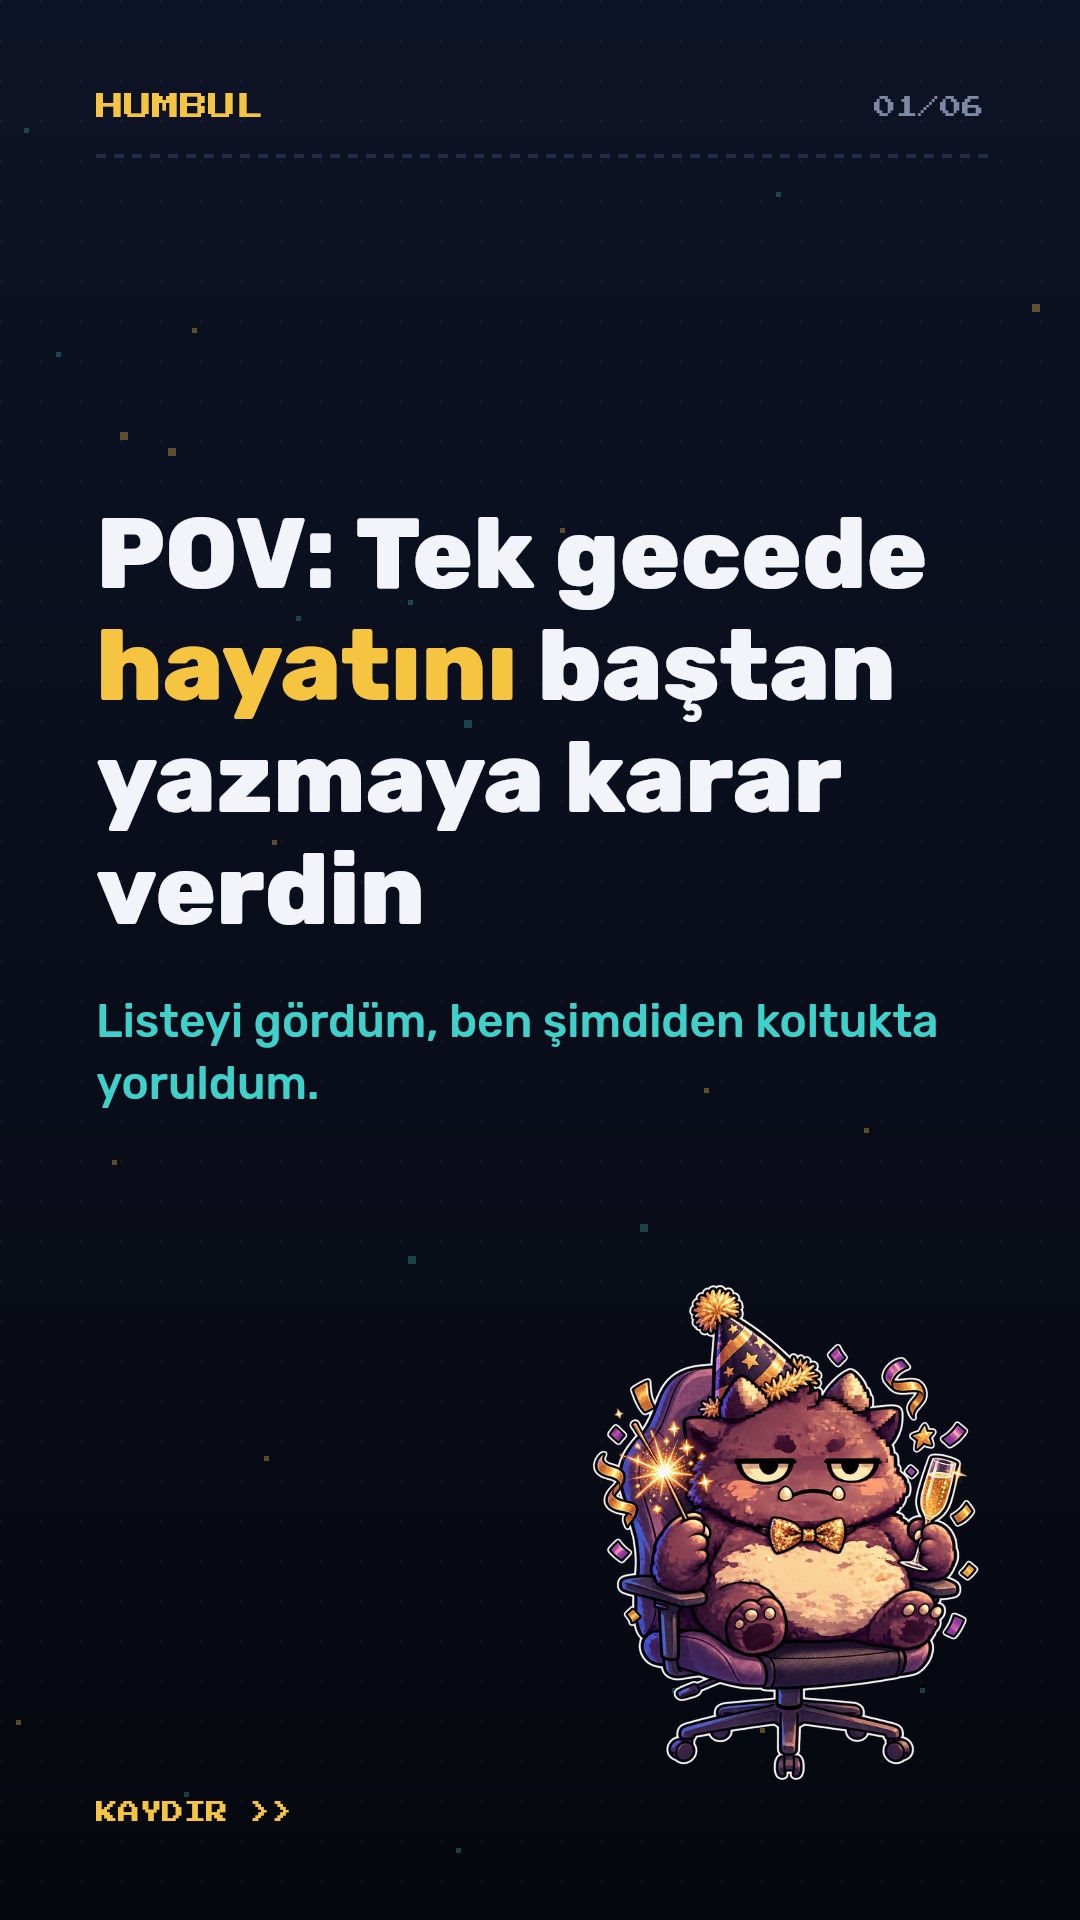 HUMBUL
01/06
POV: Tek gecede
hayatını baştan
yazmaya karar
verdin
Listeyi gördüm, ben şimdiden koltukta
yoruldum.
KAYDIR >>